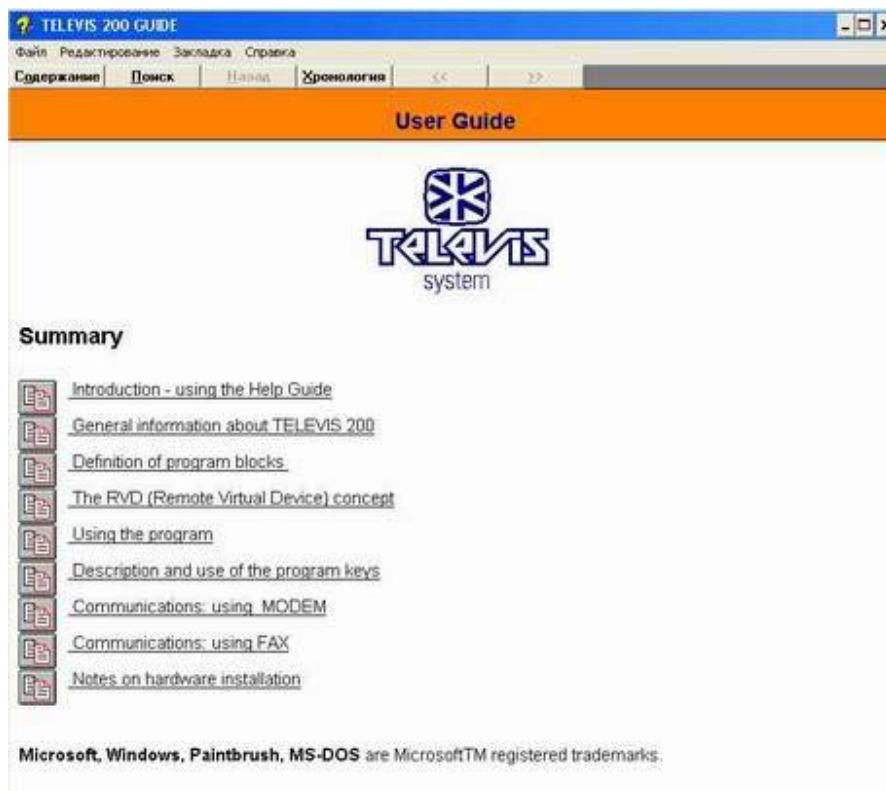 TELEVIS 200 GUIDE
Файл Редактирование Закладка Справка
Содержание Поиск Назад Хронология << >>
User Guide
TELEVIS
system
Summary
Introduction - using the Help Guide
General information about TELEVIS 200
Definition of program blocks
The RVD (Remote Virtual Device) concept
Using the program
Description and use of the program keys
Communications: using MODEM
Communications: using FAX
Notes on hardware installation
Microsoft, Windows, Paintbrush, MS-DOS are MicrosoftTM registered trademarks.